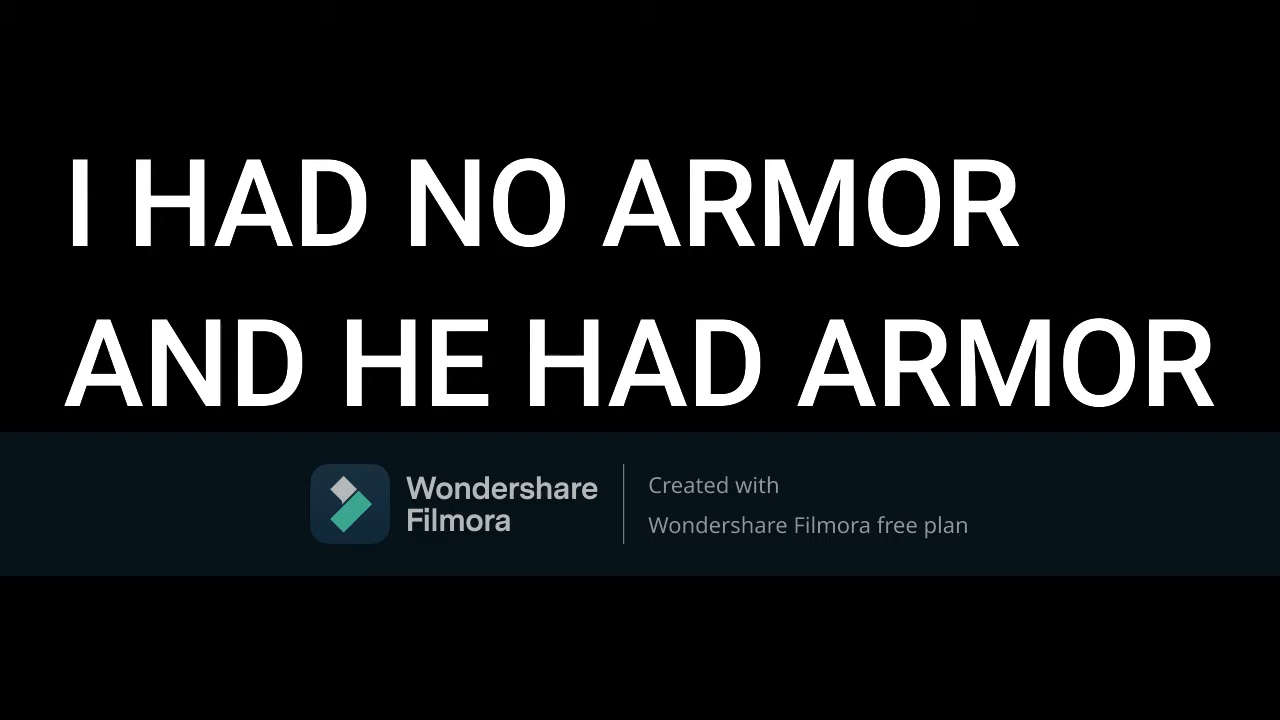 I HAD NO ARMOR
AND HE HAD ARMOR
Wondershare
Filmora
Created with
Wondershare Filmora free plan